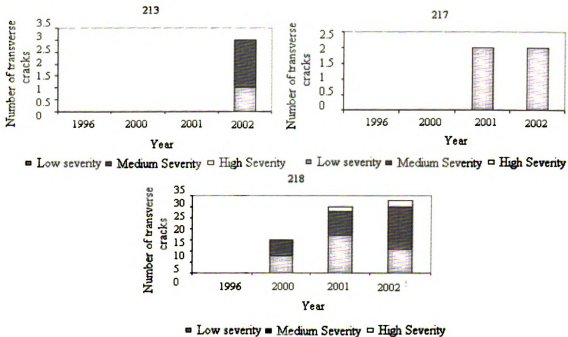 213
Number of transverse cracks
3.5
3
2.5
2
1.5
1
0.5
0
1996 2000 2001 2002
Year
Low severity Medium Severity High Severity
217
Number of transverse cracks
2.5
2
1.5
1
0.5
0
1996 2000 2001 2002
Year
Low severity Medium Severity High Severity
218
Number of transverse cracks
35
30
25
20
15
10
5
0
1996 2000 2001 2002
Year
Low severity Medium Severity High Severity